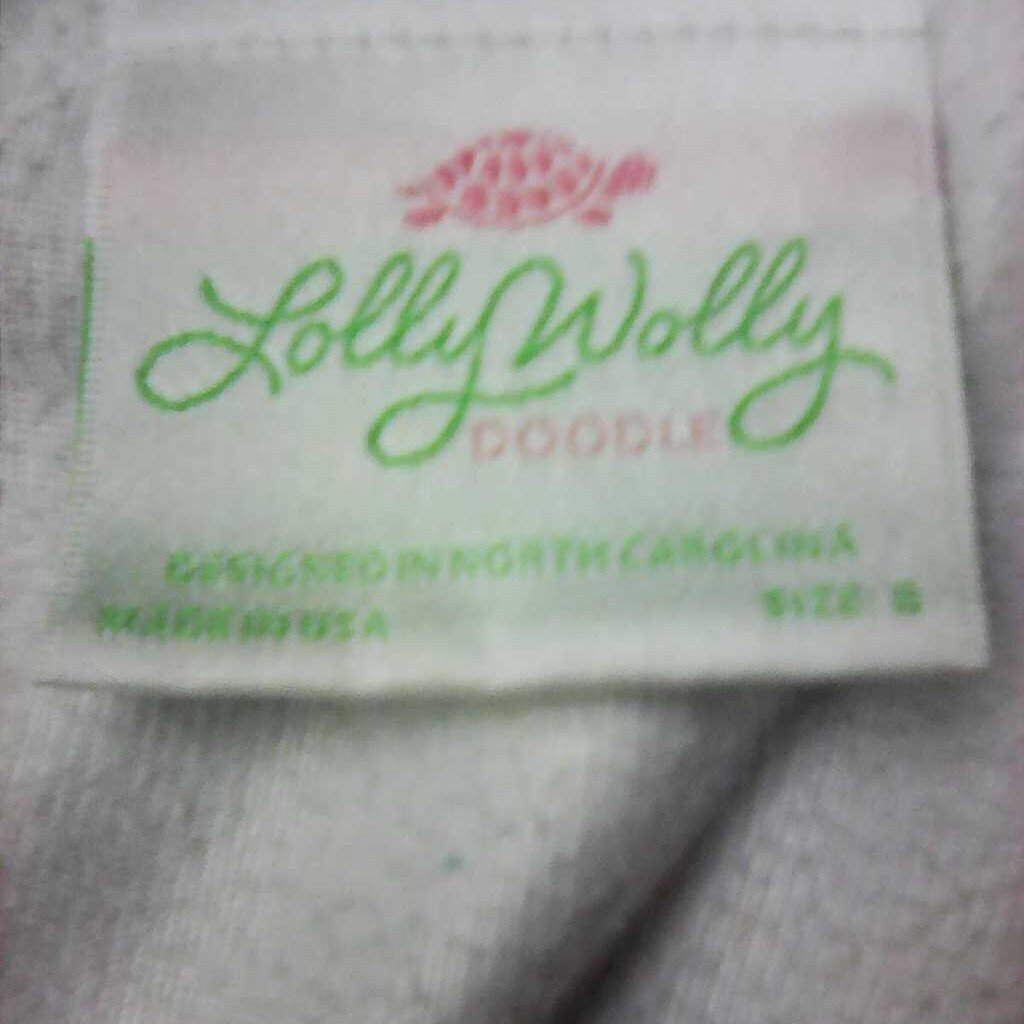 Lolly Wolly
DOODLE
DESIGNED IN NORTH CAROLINA
MADE IN USA SIZE: